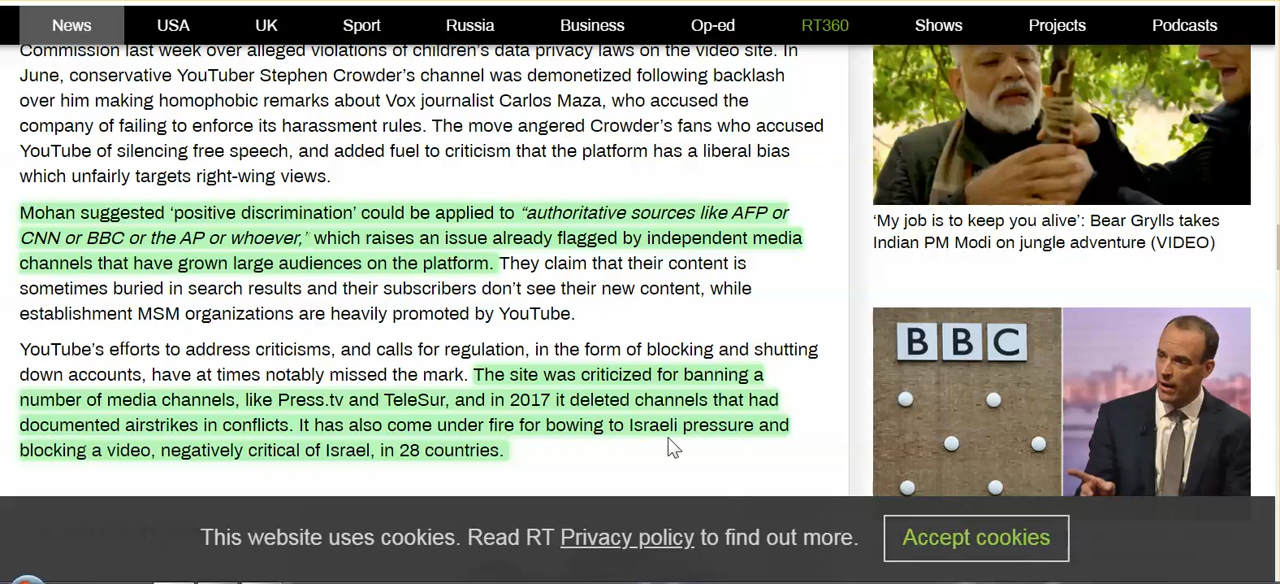 News USA UK Sport Russia Business Op-ed RT360 Shows Projects Podcasts
Commission last week over alleged violations of children's data privacy laws on the video site. In
June, conservative YouTuber Stephen Crowder's channel was demonetized following backlash
over him making homophobic remarks about Vox journalist Carlos Maza, who accused the
company of failing to enforce its harassment rules. The move angered Crowder's fans who accused
YouTube of silencing free speech, and added fuel to criticism that the platform has a liberal bias
which unfairly targets right-wing views.
Mohan suggested 'positive discrimination' could be applied to "authoritative sources like AFP or
CNN or BBC or the AP or whoever," which raises an issue already flagged by independent media
channels that have grown large audiences on the platform. They claim that their content is
sometimes buried in search results and their subscribers don't see their new content, while
establishment MSM organizations are heavily promoted by YouTube.
YouTube's efforts to address criticisms, and calls for regulation, in the form of blocking and shutting
down accounts, have at times notably missed the mark. The site was criticized for banning a
number of media channels, like Press.tv and TeleSur, and in 2017 it deleted channels that had
documented airstrikes in conflicts. It has also come under fire for bowing to Israeli pressure and
blocking a video, negatively critical of Israel, in 28 countries.
'My job is to keep you alive': Bear Grylls takes
Indian PM Modi on jungle adventure (VIDEO)
BBC
This website uses cookies. Read RT Privacy policy to find out more.
Accept cookies